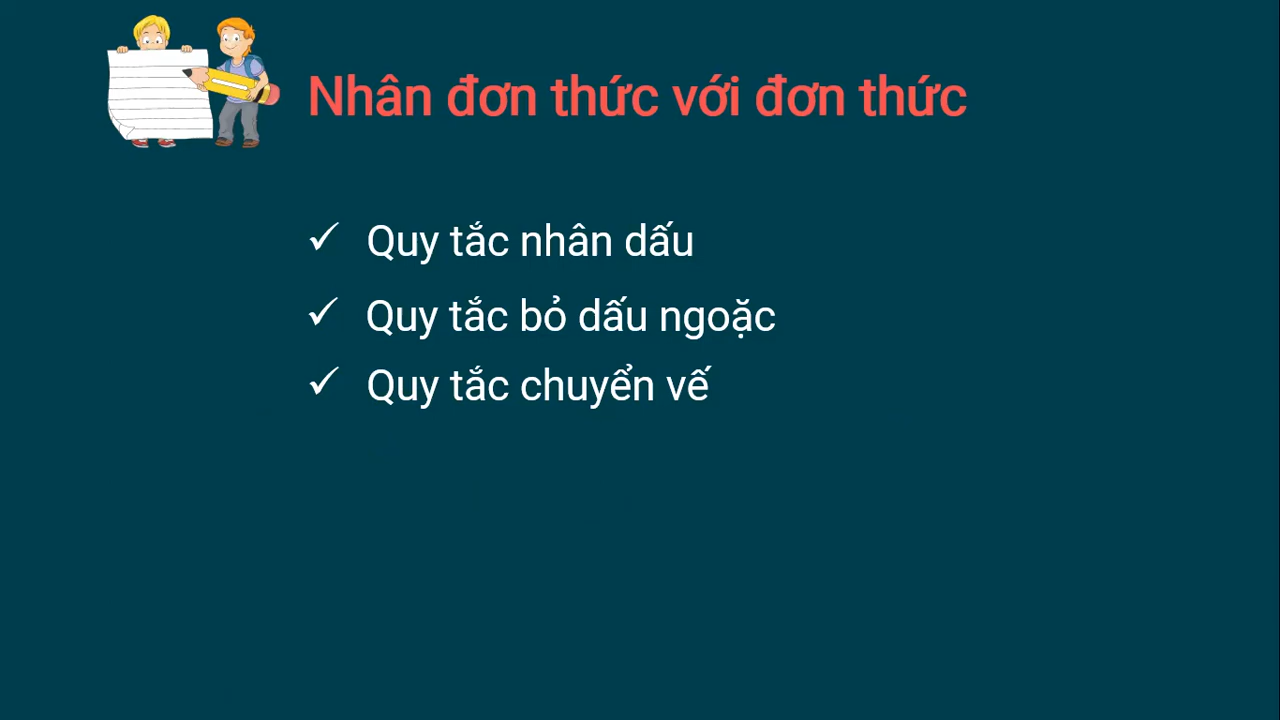 Nhân đơn thức với đơn thức
✓ Quy tắc nhân dấu
✓ Quy tắc bỏ dấu ngoặc
✓ Quy tắc chuyển vế